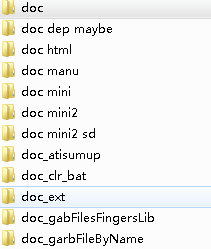 doc
doc dep maybe
doc html
doc manu
doc mini
doc mini2
doc mini2 sd
doc_atisumup
doc_clr_bat
doc_ext
doc_gabFilesFingersLib
doc_garbFileByName